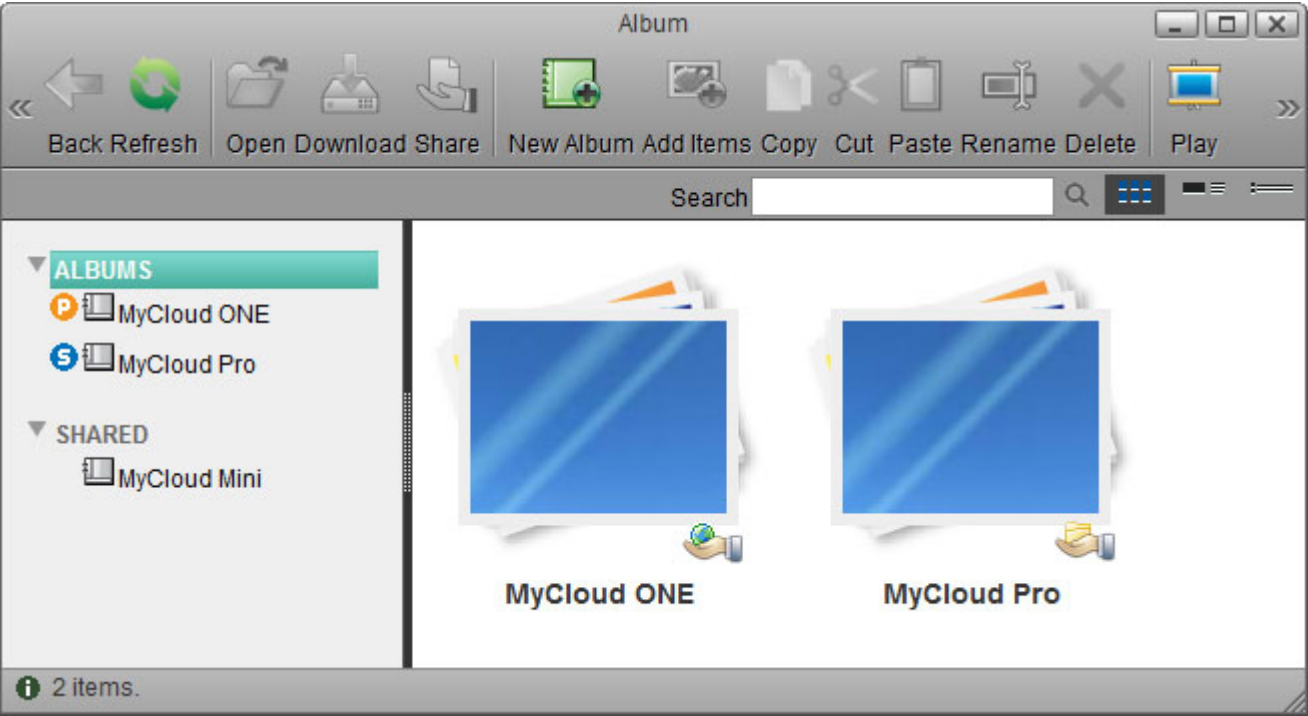 Album
Back Refresh Open Download Share New Album Add Items Copy Cut Paste Rename Delete Play
Search
ALBUMS
P MyCloud ONE
S MyCloud Pro
SHARED
MyCloud Mini
MyCloud ONE MyCloud Pro
2 items.